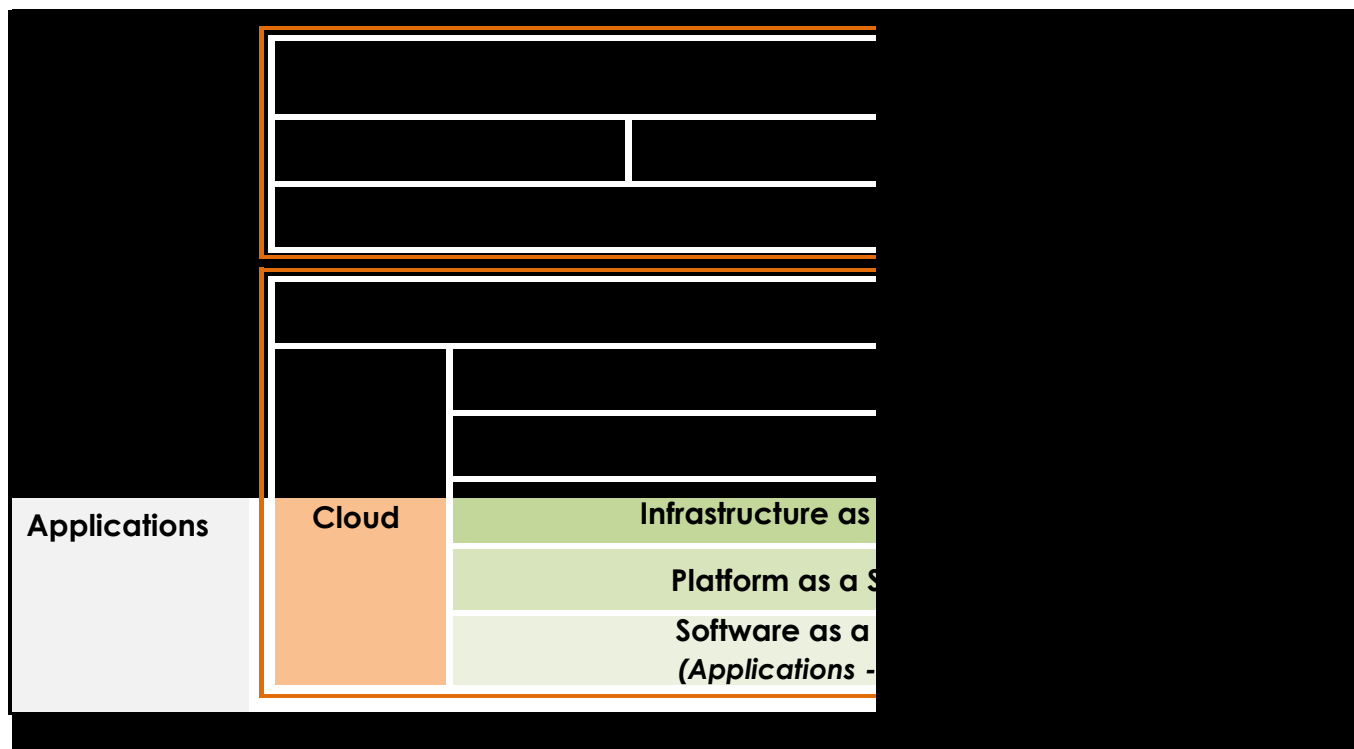 Applications
Cloud
Infrastructure as
Platform as a
Software as a
(Applications -